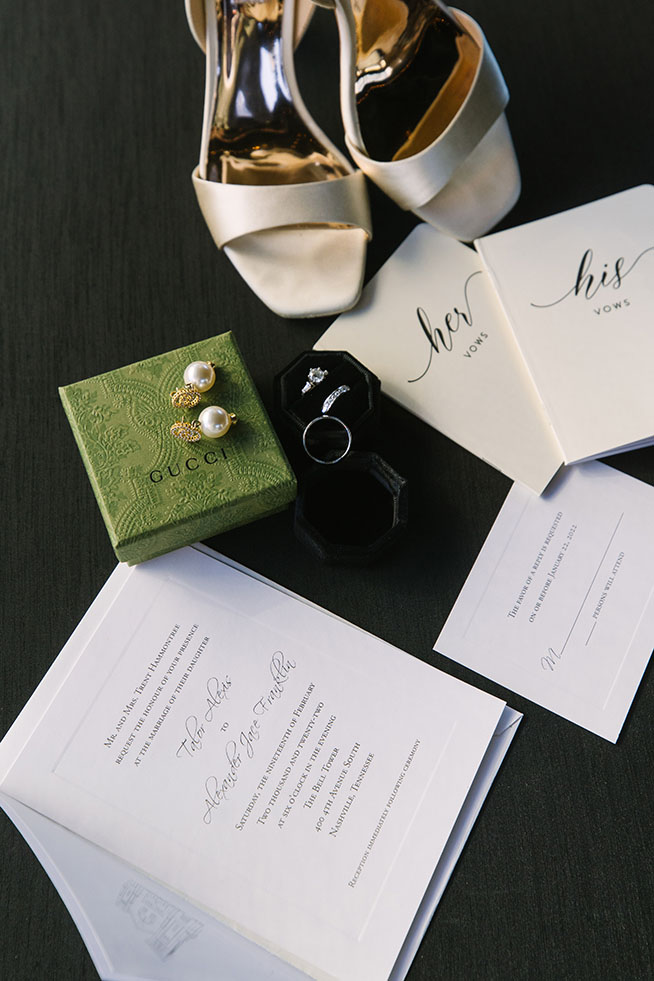 her
VOWS
his
VOWS
GUCCI
THE FAVOR OF A REPLY IS REQUESTED
ON OR BEFORE JANUARY 22, 2022
M
PERSONS WILL ATTEND
MR. AND MRS. TRENT HAMMONTREE
REQUEST THE HONOUR OF YOUR PRESENCE
AT THE MARRIAGE OF THEIR DAUGHTER
Taler Alexis
TO
Alexander Jase Franklin
SATURDAY, THE NINETEENTH OF FEBRUARY
TWO THOUSAND AND TWENTY-TWO
AT SIX O'CLOCK IN THE EVENING
THE BELL TOWER
400 4TH AVENUE SOUTH
NASHVILLE, TENNESSEE
RECEPTION IMMEDIATELY FOLLOWING CEREMONY